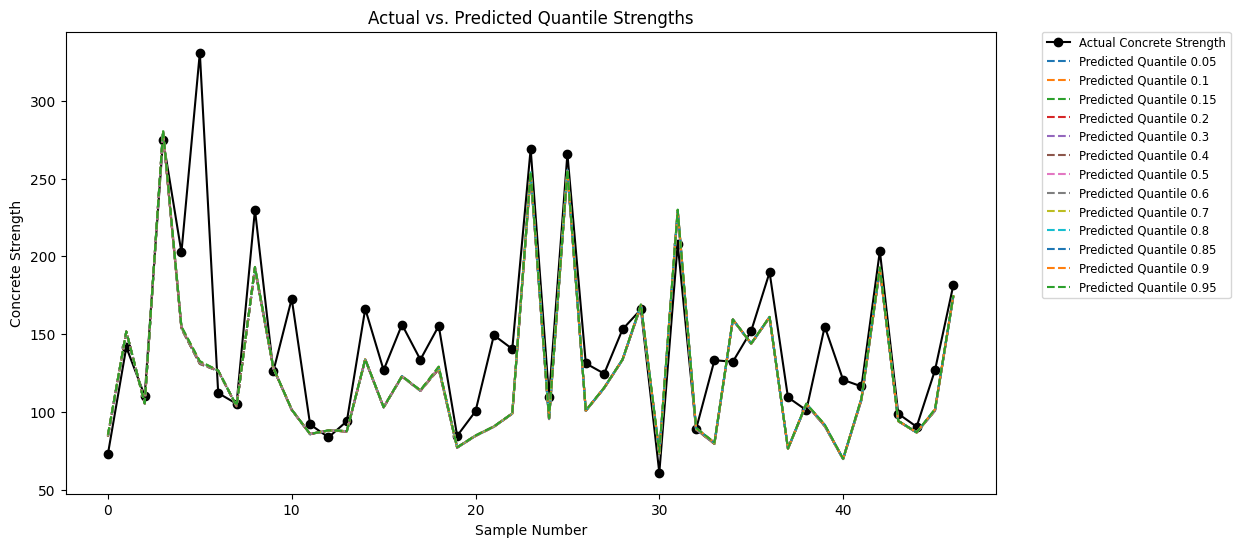 Actual vs. Predicted Quantile Strengths
Actual Concrete Strength
Predicted Quantile 0.05
Predicted Quantile 0.1
Predicted Quantile 0.15
Predicted Quantile 0.2
Predicted Quantile 0.3
Predicted Quantile 0.4
Predicted Quantile 0.5
Predicted Quantile 0.6
Predicted Quantile 0.7
Predicted Quantile 0.8
Predicted Quantile 0.85
Predicted Quantile 0.9
Predicted Quantile 0.95
Concrete Strength
300
250
200
150
100
50
0 10 20 30 40
Sample Number